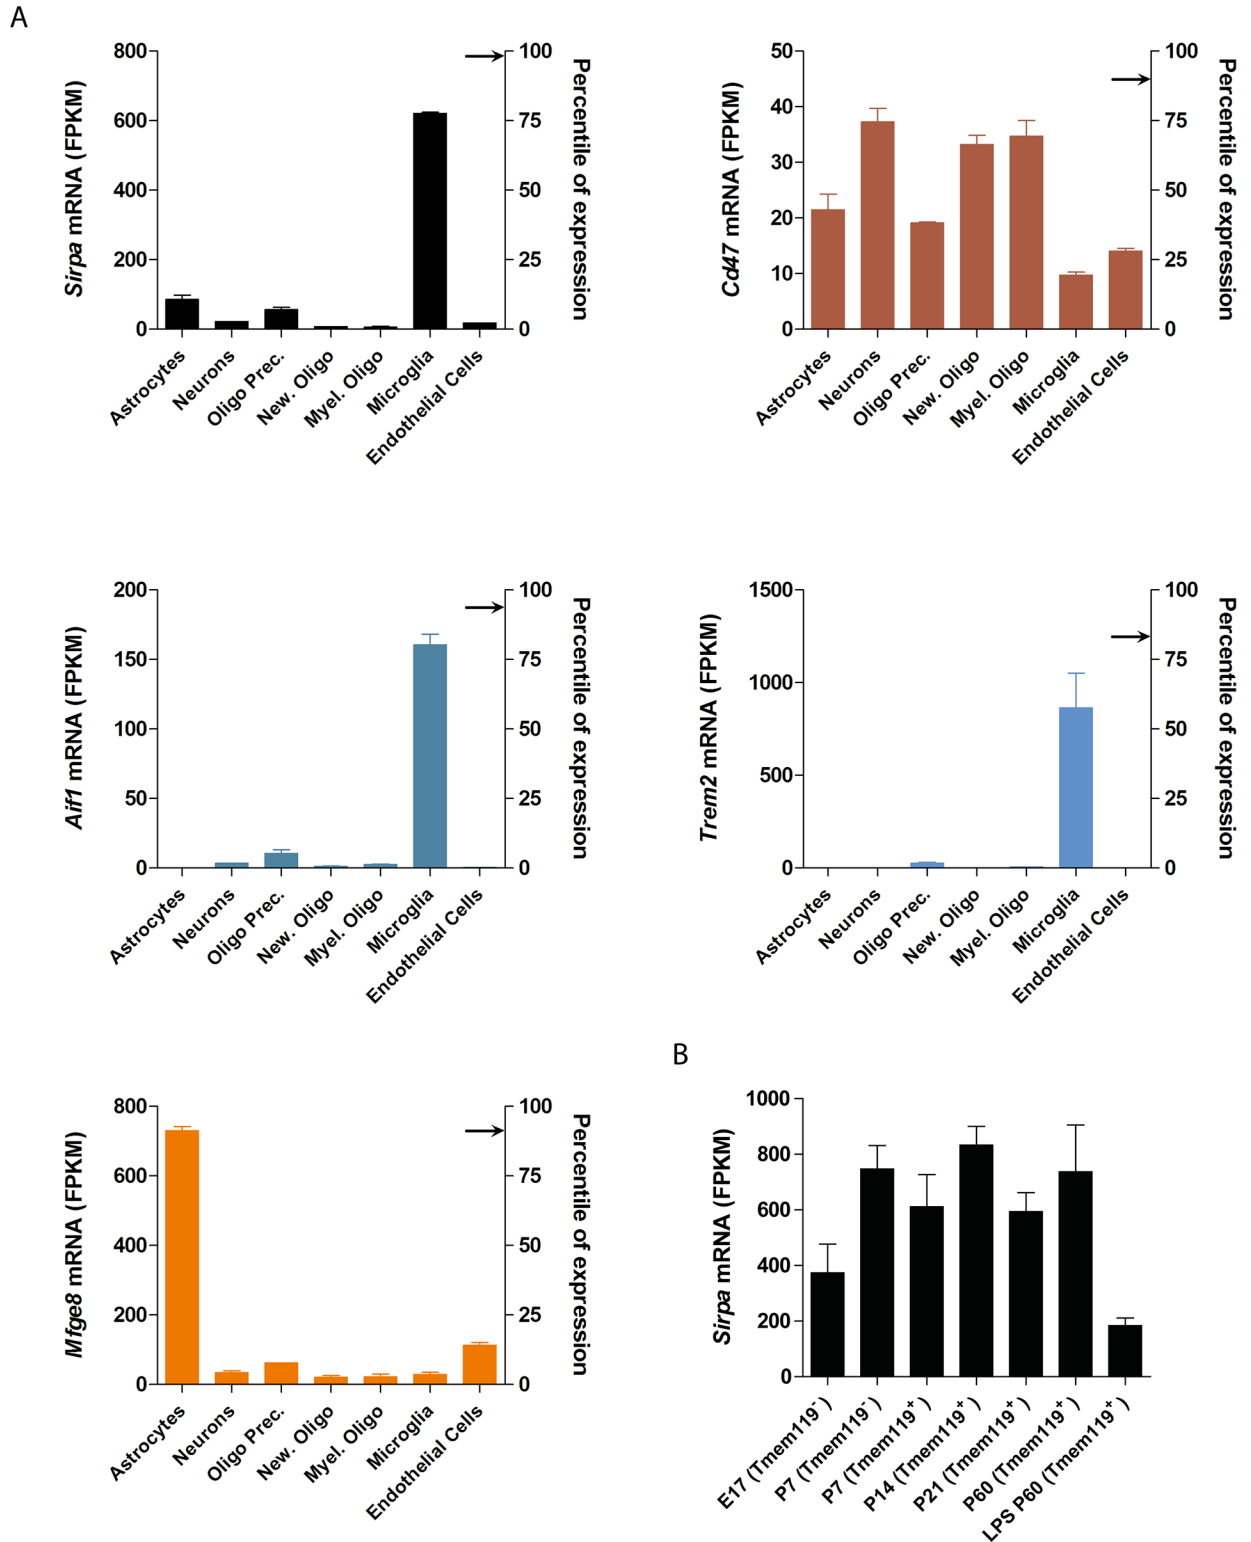 A
Sirpa mRNA (FPKM)
800
600
400
200
0
100
75
50
25
0
Percentile of expression
Astrocytes
Neurons
Oligo Prec.
New. Oligo
Myel. Oligo
Microglia
Endothelial Cells
Cd47 mRNA (FPKM)
50
40
30
20
10
0
100
75
50
25
0
Percentile of expression
Astrocytes
Neurons
Oligo Prec.
New. Oligo
Myel. Oligo
Microglia
Endothelial Cells
Aif1 mRNA (FPKM)
200
150
100
50
0
100
75
50
25
0
Percentile of expression
Astrocytes
Neurons
Oligo Prec.
New. Oligo
Myel. Oligo
Microglia
Endothelial Cells
Trem2 mRNA (FPKM)
1500
1000
500
0
100
75
50
25
0
Percentile of expression
Astrocytes
Neurons
Oligo Prec.
New. Oligo
Myel. Oligo
Microglia
Endothelial Cells
Mfge8 mRNA (FPKM)
800
600
400
200
0
100
75
50
25
0
Percentile of expression
Astrocytes
Neurons
Oligo Prec.
New. Oligo
Myel. Oligo
Microglia
Endothelial Cells
B
Sirpa mRNA (FPKM)
1000
800
600
400
200
0
E17 (Tmem119⁻)
P7 (Tmem119⁻)
P7 (Tmem119⁺)
P14 (Tmem119⁺)
P21 (Tmem119⁺)
P60 (Tmem119⁺)
LPS P60 (Tmem119⁺)